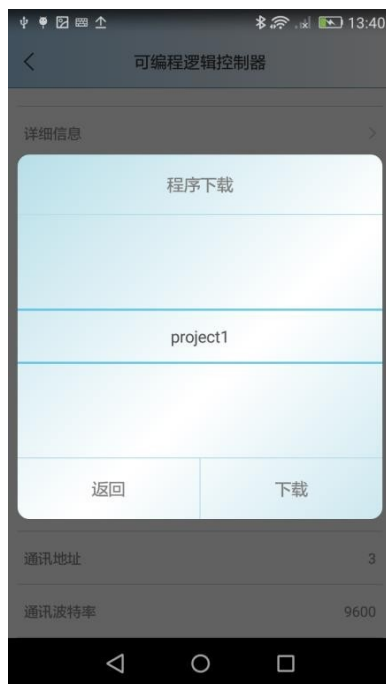 13:40
可编程逻辑控制器
详细信息
程序下载
project1
返回
下载
通讯地址
3
通讯波特率
9600